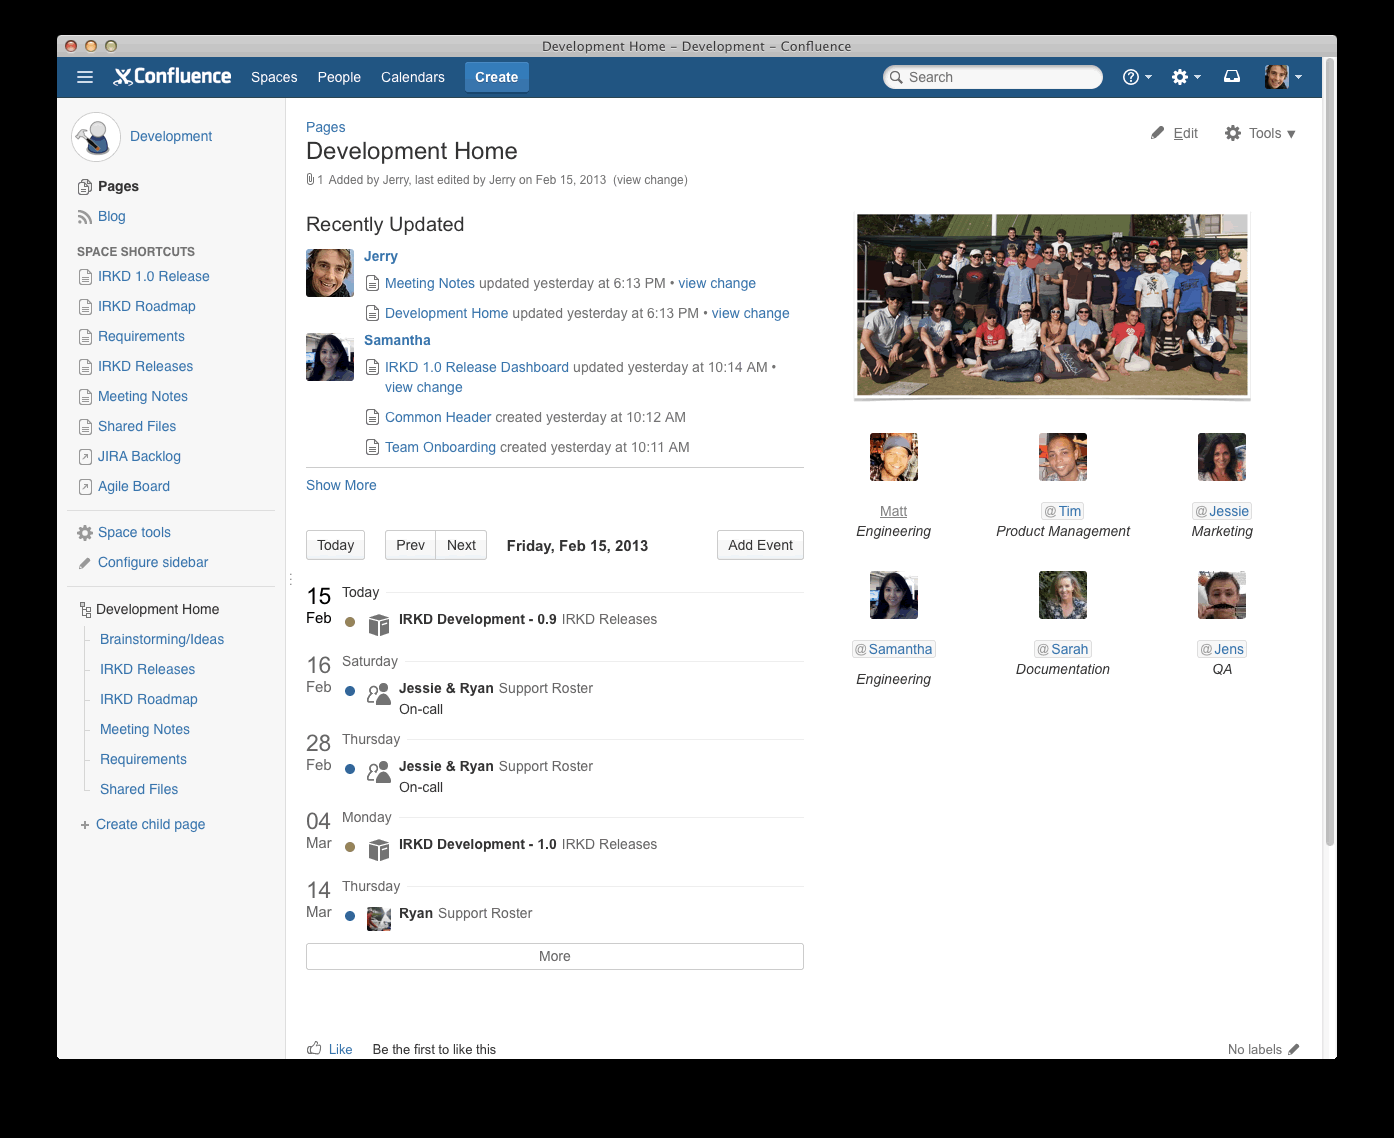 Development Home – Development – Confluence
Confluence Spaces People Calendars Create Search
Development
Pages
Blog
SPACE SHORTCUTS
IRKD 1.0 Release
IRKD Roadmap
Requirements
IRKD Releases
Meeting Notes
Shared Files
JIRA Backlog
Agile Board
Space tools
Configure sidebar
Development Home
Brainstorming/Ideas
IRKD Releases
IRKD Roadmap
Meeting Notes
Requirements
Shared Files
+ Create child page
Pages
Edit Tools ▼
Development Home
1 Added by Jerry, last edited by Jerry on Feb 15, 2013 (view change)
Recently Updated
Jerry
Meeting Notes updated yesterday at 6:13 PM • view change
Development Home updated yesterday at 6:13 PM • view change
Samantha
IRKD 1.0 Release Dashboard updated yesterday at 10:14 AM •
view change
Common Header created yesterday at 10:12 AM
Team Onboarding created yesterday at 10:11 AM
Show More
Today Prev Next Friday, Feb 15, 2013 Add Event
15 Today
Feb IRKD Development - 0.9 IRKD Releases
16 Saturday
Feb Jessie & Ryan Support Roster
On-call
28 Thursday
Feb Jessie & Ryan Support Roster
On-call
04 Monday
Mar IRKD Development - 1.0 IRKD Releases
14 Thursday
Mar Ryan Support Roster
More
Matt @Tim @Jessie
Engineering Product Management Marketing
@Samantha @Sarah @Jens
Engineering Documentation QA
Like Be the first to like this No labels